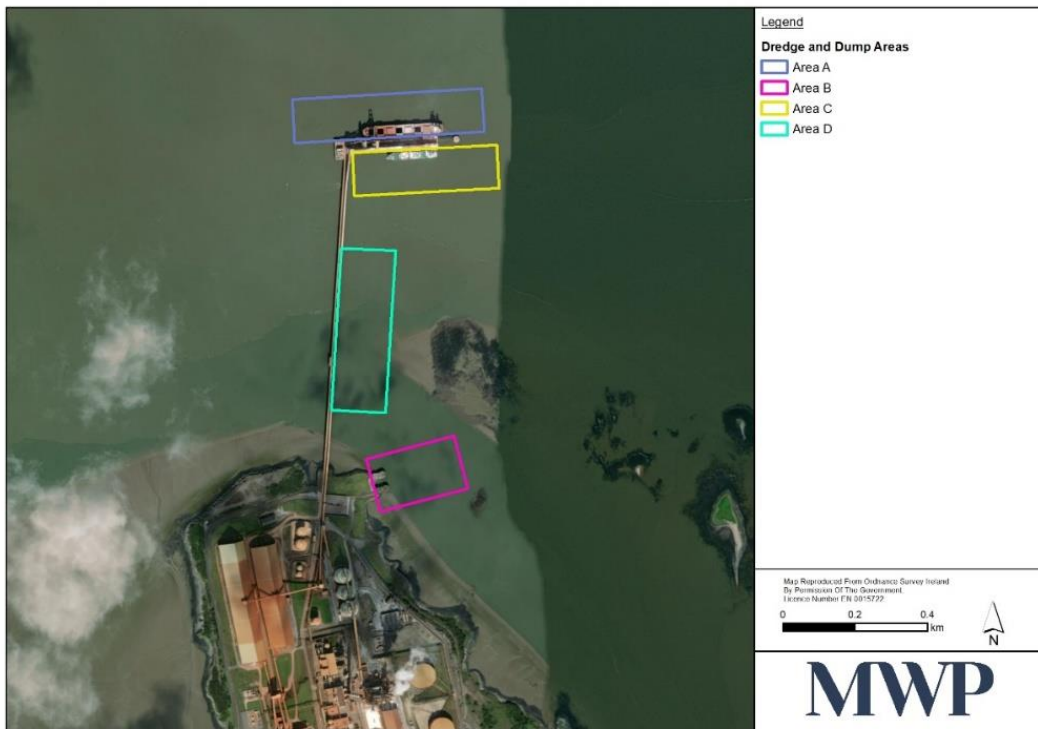 Legend
Dredge and Dump Areas
Area A
Area B
Area C
Area D
Map Reproduced From Ordnance Survey Ireland
By Permission Of The Government.
Licence Number EN 0015722
0 0.2 0.4
km
N
MWP